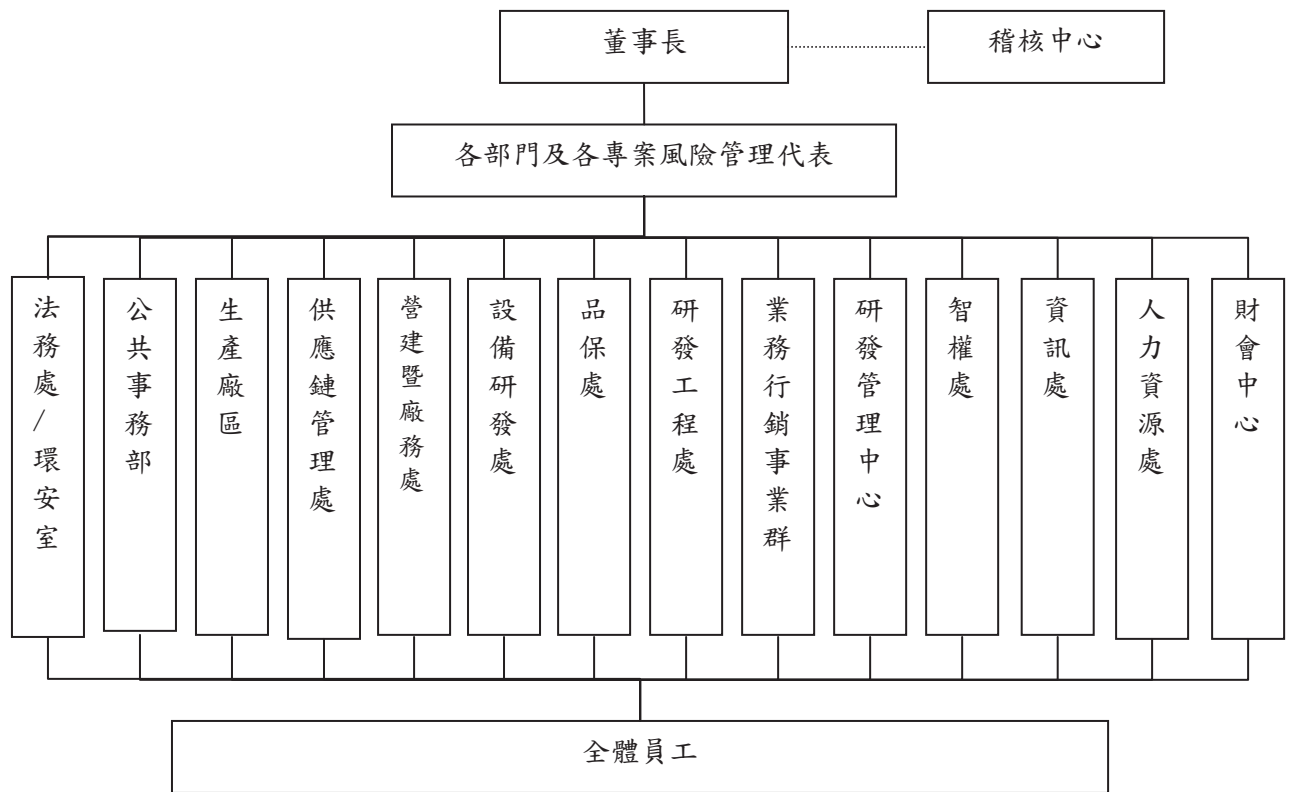 董事長
稽核中心
各部門及各專案風險管理代表
法務處/環安室
公共事務部
生產廠區
供應鏈管理處
營建暨廠務處
設備研發處
品保處
研發工程處
業務行銷事業群
研發管理中心
智權處
資訊處
人力資源處
財會中心
全體員工